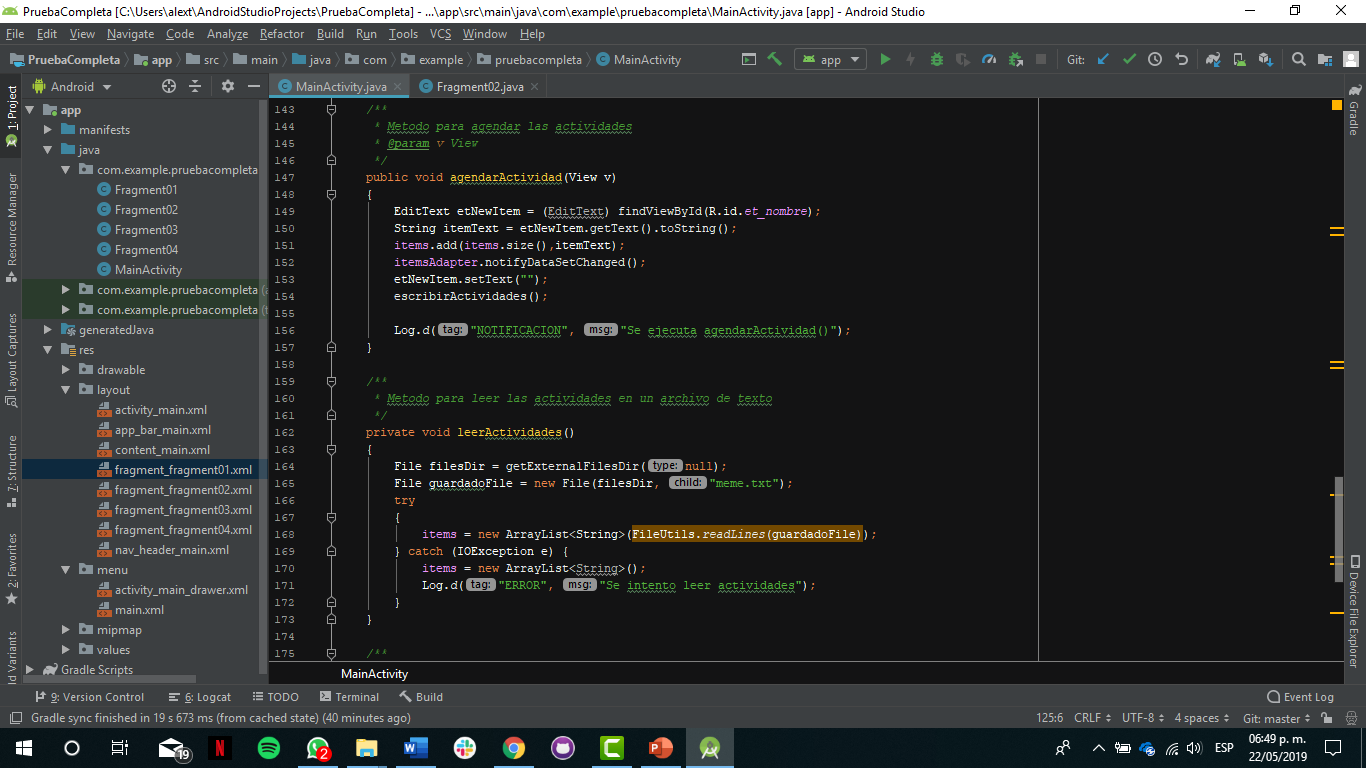 PruebaCompleta [C:\Users\alext\AndroidStudioProjects\PruebaCompleta] - ...\app\src\main\java\com\example\pruebacompleta\MainActivity.java [app] - Android Studio
File Edit View Navigate Code Analyze Refactor Build Run Tools VCS Window Help
PruebaCompleta app src main java com example pruebacompleta MainActivity app Git:
Android MainActivity.java Fragment02.java
1: Project
Resource Manager
Layout Captures
7: Structure
2: Favorites
ld Variants
app
manifests
java
com.example.pruebacompleta
Fragment01
Fragment02
Fragment03
Fragment04
MainActivity
com.example.pruebacompleta
com.example.pruebacompleta
generatedJava
res
drawable
layout
activity_main.xml
app_bar_main.xml
content_main.xml
fragment_fragment01.xml
fragment_fragment02.xml
fragment_fragment03.xml
fragment_fragment04.xml
nav_header_main.xml
menu
activity_main_drawer.xml
main.xml
mipmap
values
Gradle Scripts
143 /**
144 * Metodo para agendar las actividades
145 * @param v View
146 */
147 public void agendarActividad(View v)
148 {
149 EditText etNewItem = (EditText) findViewById(R.id.et_nombre);
150 String itemText = etNewItem.getText().toString();
151 items.add(items.size(),itemText);
152 itemsAdapter.notifyDataSetChanged();
153 etNewItem.setText("");
154 escribirActividades();
155
156 Log.d( tag: "NOTIFICACION", msg: "Se ejecuta agendarActividad()");
157 }
158
159 /**
160 * Metodo para leer las actividades en un archivo de texto
161 */
162 private void leerActividades()
163 {
164 File filesDir = getExternalFilesDir( type: null);
165 File guardadoFile = new File(filesDir, child: "meme.txt");
166 try
167 {
168 items = new ArrayList<String>(FileUtils.readLines(guardadoFile));
169 } catch (IOException e) {
170 items = new ArrayList<String>();
171 Log.d( tag: "ERROR", msg: "Se intento leer actividades");
172 }
173 }
174
175 /**
MainActivity
Gradle
Device File Explorer
9: Version Control 6: Logcat TODO Terminal Build Event Log
Gradle sync finished in 19 s 673 ms (from cached state) (40 minutes ago) 125:6 CRLF UTF-8 4 spaces Git: master
19 N 2 W P ESP 06:49 p. m.
22/05/2019